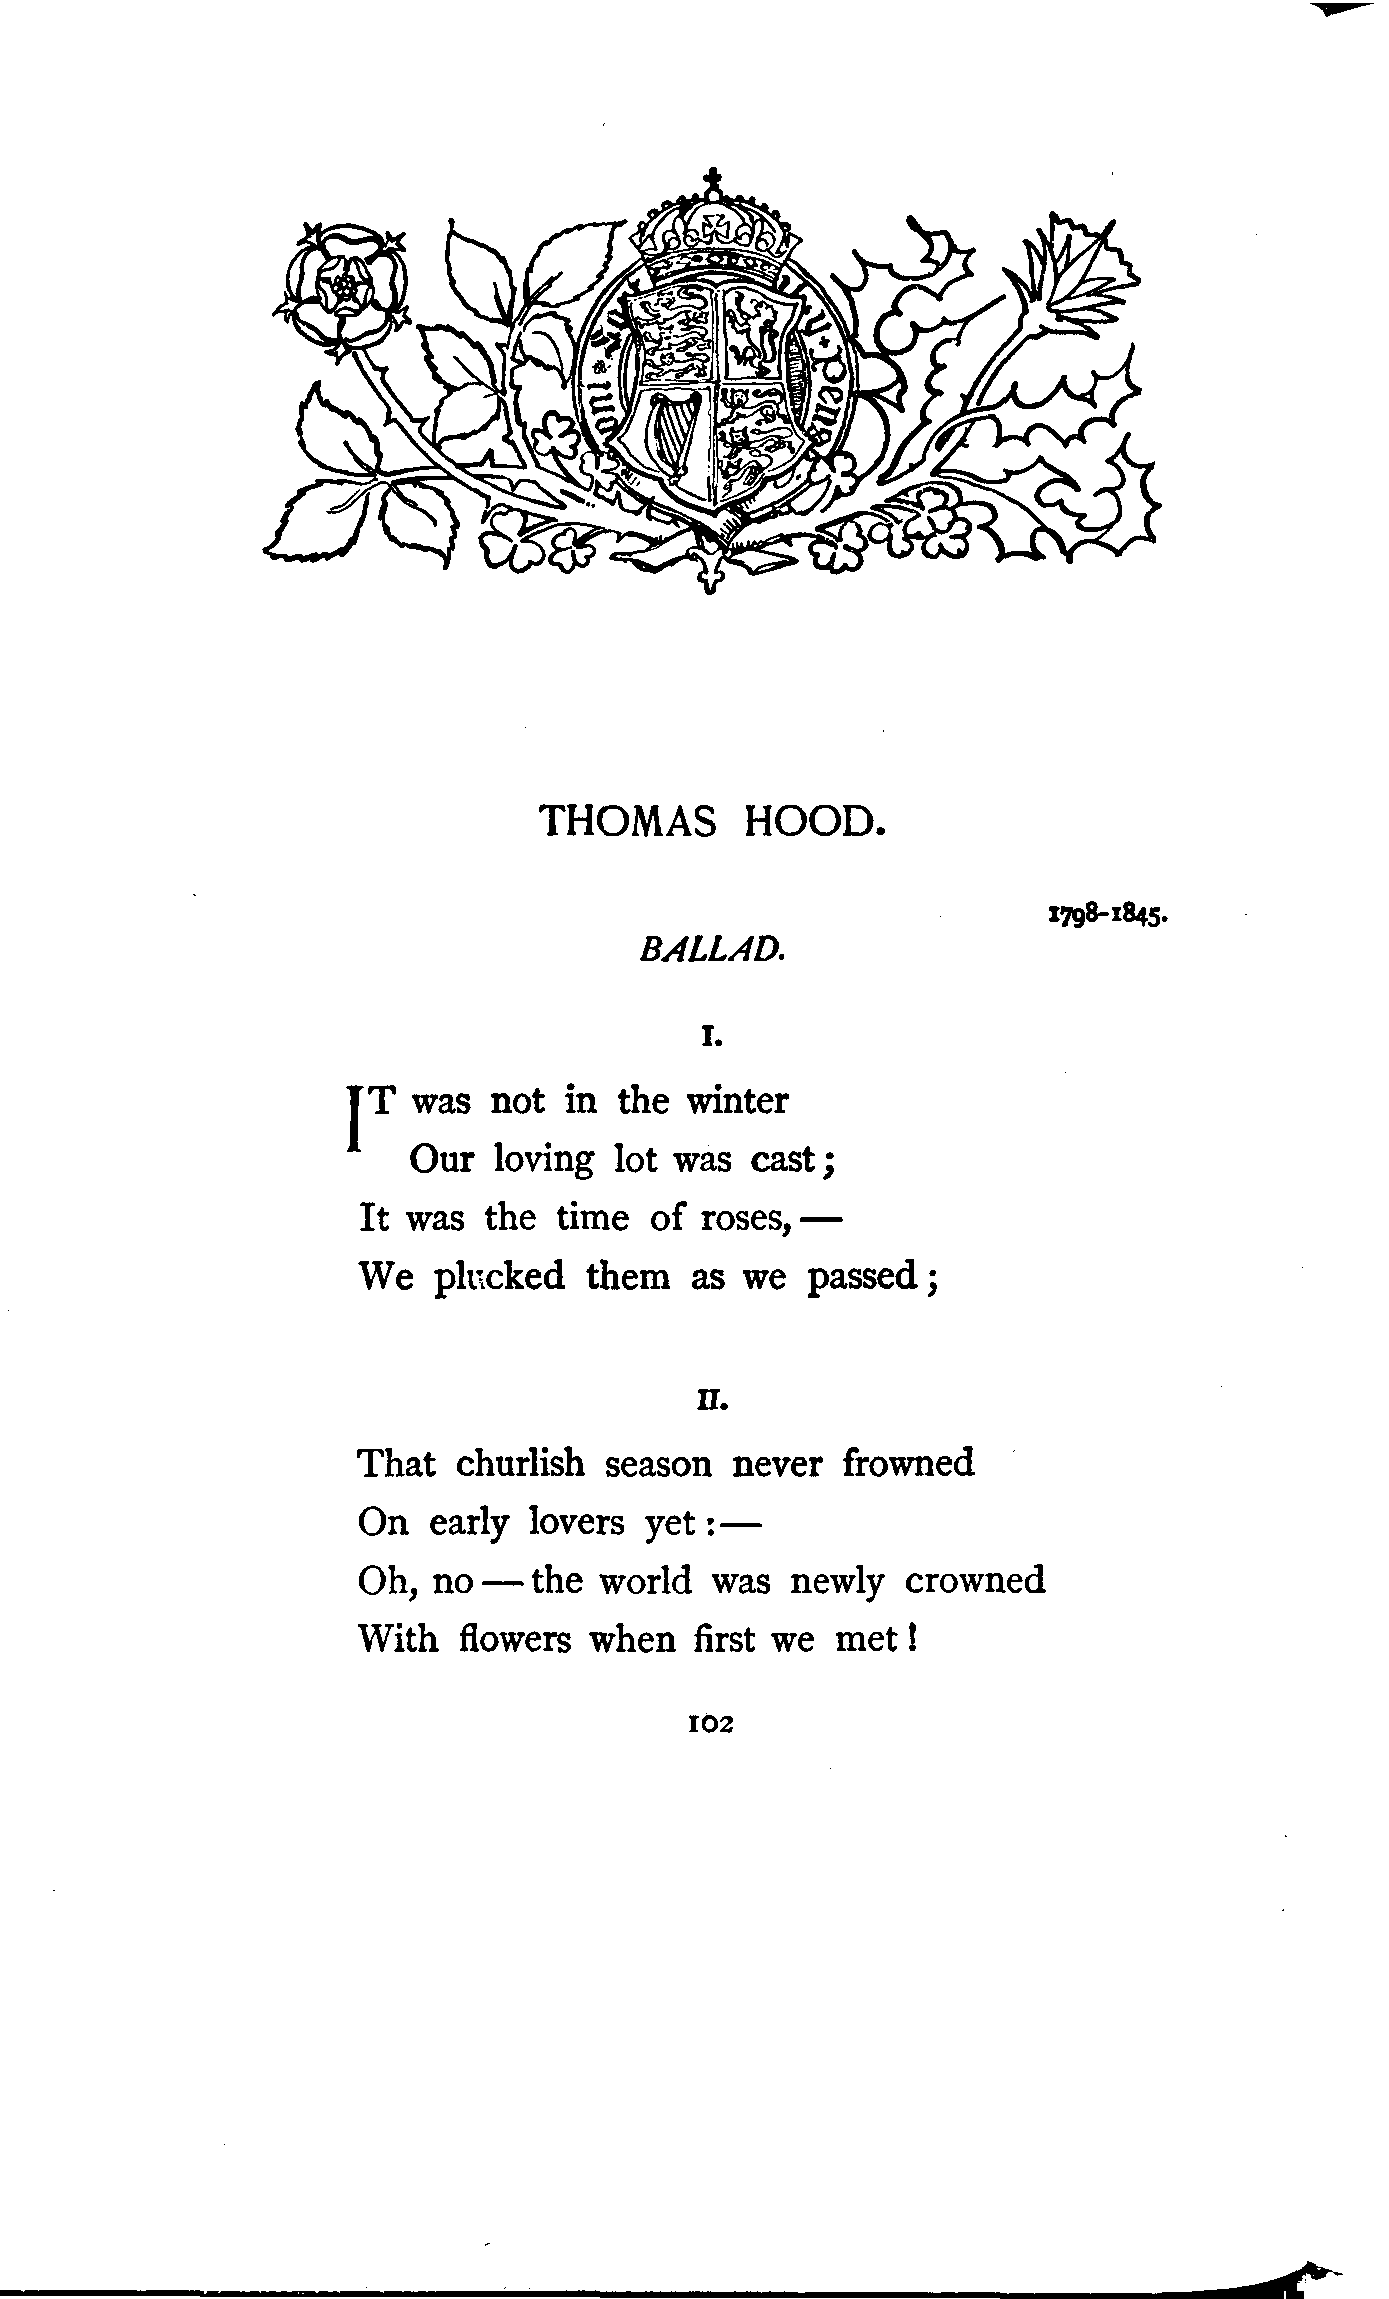 THOMAS HOOD.
1798-1845.
BALLAD.
I.
IT was not in the winter
Our loving lot was cast;
It was the time of roses,—
We plucked them as we passed;
II.
That churlish season never frowned
On early lovers yet:—
Oh, no—the world was newly crowned
With flowers when first we met!
102